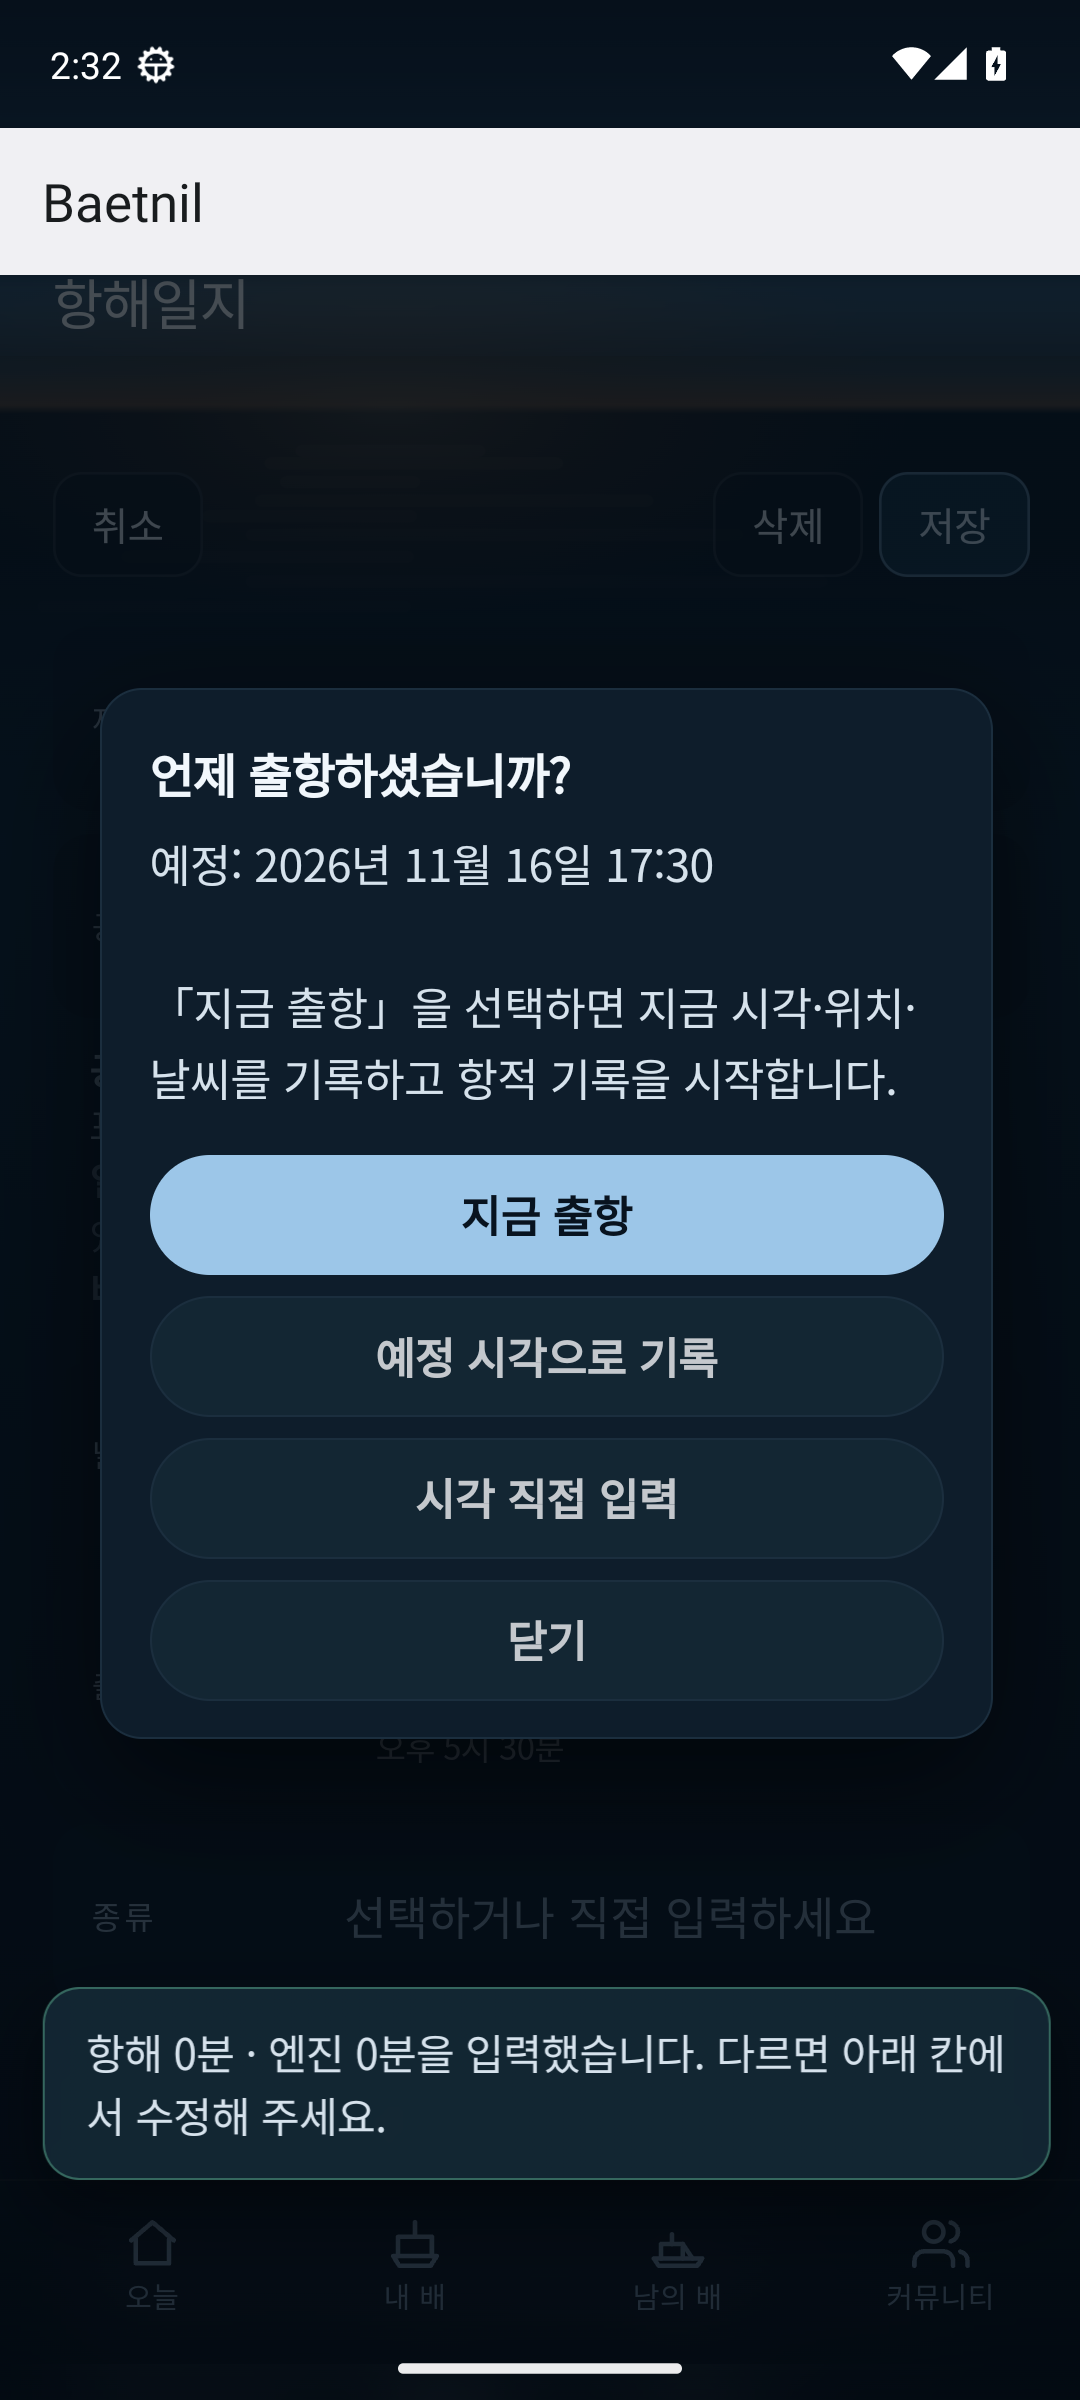 2:32
Baetnil
항해일지
취소
삭제
저장
언제 출항하셨습니까?
예정: 2026년 11월 16일 17:30
「지금 출항」을 선택하면 지금 시각·위치·
날씨를 기록하고 항적 기록을 시작합니다.
지금 출항
예정 시각으로 기록
시각 직접 입력
닫기
오후 5시 30분
종류
선택하거나 직접 입력하세요
항해 0분 · 엔진 0분을 입력했습니다. 다르면 아래 칸에
서 수정해 주세요.
오늘
내 배
남의 배
커뮤니티